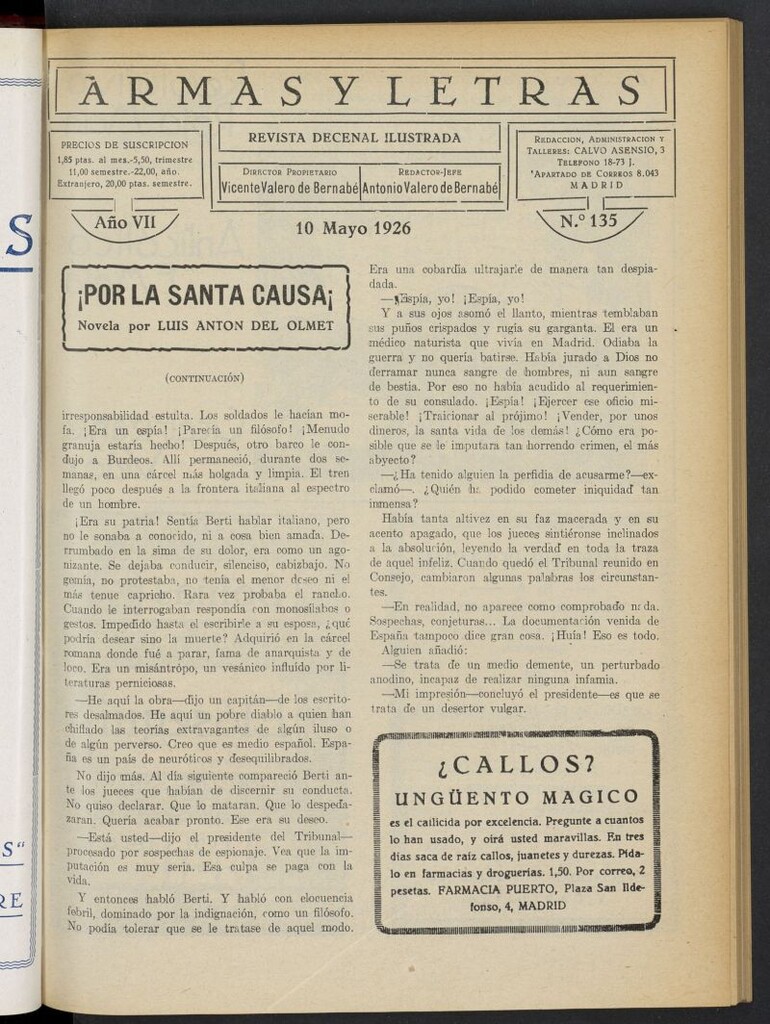 ARMAS Y LETRAS
PRECIOS DE SUSCRIPCION
1,85 ptas. al mes.-5,50, trimestre
11,00 semestre.-22,00, año.
Extranjero, 20,00 ptas. semestre.
REVISTA DECENAL ILUSTRADA
DIRECTOR PROPIETARIO
Vicente Valero de Bernabé
REDACTOR-JEFE
Antonio Valero de Bernabé
REDACCION, ADMINISTRACION Y
TALLERES: CALVO ASENSIO, 3
TELEFONO 18-73 J.
APARTADO DE CORREOS 8.043
MADRID
Año VII
10 Mayo 1926
N.º 135
¡POR LA SANTA CAUSA¡
Novela por LUIS ANTON DEL OLMET
(CONTINUACIÓN)
irresponsabilidad estulta. Los soldados le hacían mo-
fa. ¡Era un espía! ¡Parecía un filósofo! ¡Menudo
granuja estaría hecho! Después, otro barco le con-
dujo a Burdeos. Allí permaneció, durante dos se-
manas, en una cárcel más holgada y limpia. El tren
llegó poco después a la frontera italiana al espectro
de un hombre.
¡Era su patria! Sentía Berti hablar italiano, pero
no le sonaba a conocido, ni a cosa bien amada. De-
rrumbado en la sima de su dolor, era como un ago-
nizante. Se dejaba conducir, silencioso, cabizbajo. No
gemía, no protestaba, no tenía el menor deseo ni el
más tenue capricho. Rara vez probaba el rancho.
Cuando le interrogaban respondía con monosílabos o
gestos. Impedido hasta el escribirle a su esposa, ¿qué
podría desear sino la muerte? Adquirió en la cárcel
romana donde fué a parar, fama de anarquista y de
loco. Era un misántropo, un vesánico influído por li-
teraturas perniciosas.
—He aquí la obra—dijo un capitán—de los escrito-
res desalmados. He aquí un pobre diablo a quien han
chiflado las teorías extravagantes de algún iluso o
de algún perverso. Creo que es medio español. Espa-
ña es un país de neuróticos y desequilibrados.
No dijo más. Al día siguiente compareció Berti an-
te los jueces que habían de discernir su conducta.
No quiso declarar. Que lo mataran. Que lo despeda-
zaran. Quería acabar pronto. Ese era su deseo.
—Está usted—dijo el presidente del Tribunal—
procesado por sospechas de espionaje. Vea que la im-
putación es muy seria. Esa culpa se paga con la
vida.
Y entonces habló Berti. Y habló con elocuencia
febril, dominado por la indignación, como un filósofo.
No podía tolerar que se le tratase de aquel modo.
Era una cobardía ultrajarle de manera tan despia-
dada.
—¡Espía, yo! ¡Espía, yo!
Y a sus ojos asomó el llanto, mientras temblaban
sus puños crispados y rugía su garganta. El era un
médico naturista que vivía en Madrid. Odiaba la
guerra y no quería batirse. Había jurado a Dios no
derramar nunca sangre de hombres, ni aun sangre
de bestia. Por eso no había acudido al requerimien-
to de su consulado. ¡Espía! ¡Ejercer ese oficio mi-
serable! ¡Traicionar al prójimo! ¡Vender, por unos
dineros, la santa vida de los demás! ¿Cómo era po-
sible que se le imputara tan horrendo crimen, el más
abyecto?
—¿Ha tenido alguien la perfidia de acusarme?—ex-
clamó—. ¿Quién ha podido cometer iniquidad tan
inmensa?
Había tanta altivez en su faz macerada y en su
acento apagado, que los jueces sintiéronse inclinados
a la absolución, leyendo la verdad en toda la traza
de aquel infeliz. Cuando quedó el Tribunal reunido en
Consejo, cambiaron algunas palabras los circunstan-
tes.
—En realidad, no aparece como comprobado nada.
Sospechas, conjeturas... La documentación venida de
España tampoco dice gran cosa. ¡Huía! Eso es todo.
Alguien añadió:
—Se trata de un medio demente, un perturbado
anodino, incapaz de realizar ninguna infamia.
—Mi impresión—concluyó el presidente—es que se
trata de un desertor vulgar.
¿CALLOS?
UNGÜENTO MAGICO
es el callicida por excelencia. Pregunte a cuantos
lo han usado, y oirá usted maravillas. En tres
días saca de raíz callos, juanetes y durezas. Pída-
lo en farmacias y droguerías. 1,50. Por correo, 2
pesetas. FARMACIA PUERTO, Plaza San Ilde-
fonso, 4, MADRID
S
S"
RE